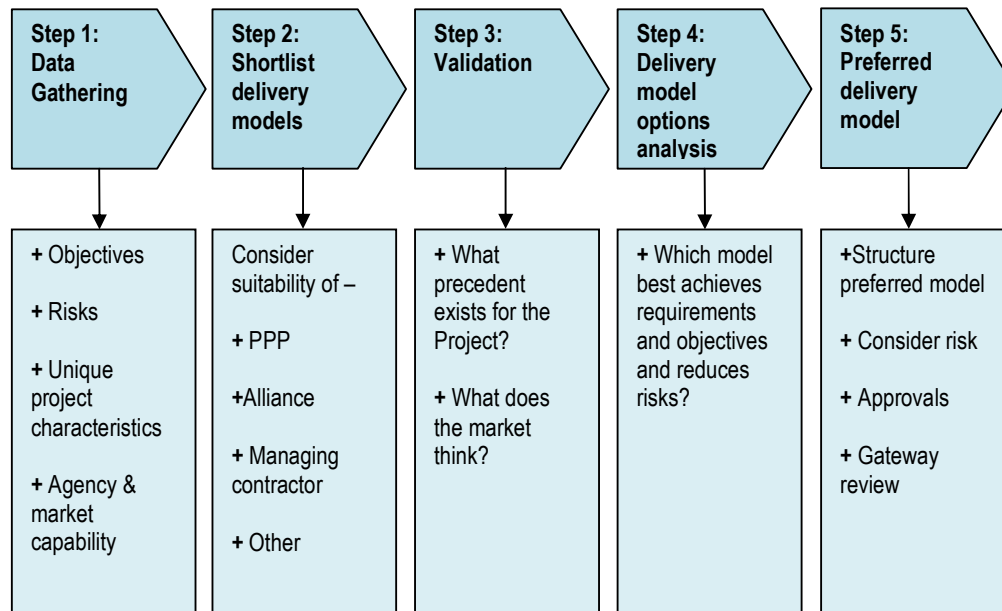 Step 1:
Data
Gathering
Step 2:
Shortlist
delivery
models
Step 3:
Validation
Step 4:
Delivery
model
options
analysis
Step 5:
Preferred
delivery
model
+ Objectives
+ Risks
+ Unique
project
characteristics
+ Agency &
market
capability
Consider
suitability of –
+ PPP
+Alliance
+ Managing
contractor
+ Other
+ What
precedent
exists for the
Project?
+ What does
the market
think?
+ Which model
best achieves
requirements
and objectives
and reduces
risks?
+Structure
preferred model
+ Consider risk
+ Approvals
+ Gateway
review